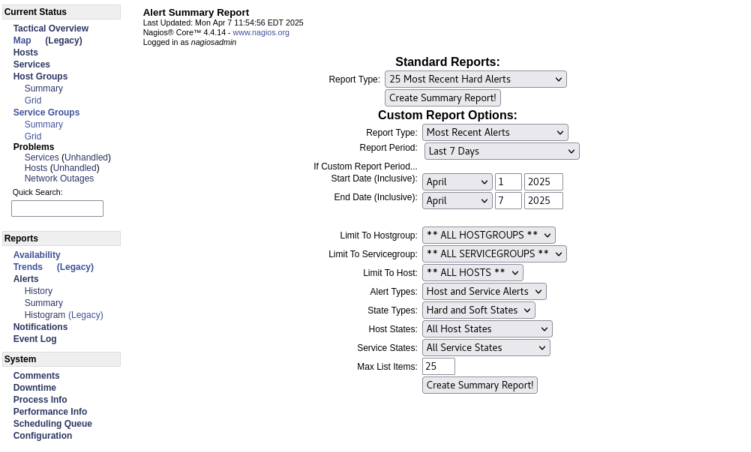 Current Status
Tactical Overview
Map (Legacy)
Hosts
Services
Host Groups
Summary
Grid
Service Groups
Summary
Grid
Problems
Services (Unhandled)
Hosts (Unhandled)
Network Outages
Quick Search:
Reports
Availability
Trends (Legacy)
Alerts
History
Summary
Histogram (Legacy)
Notifications
Event Log
System
Comments
Downtime
Process Info
Performance Info
Scheduling Queue
Configuration
Alert Summary Report
Last Updated: Mon Apr 7 11:54:56 EDT 2025
Nagios® Core™ 4.4.14 - www.nagios.org
Logged in as nagiosadmin
Standard Reports:
Report Type: 25 Most Recent Hard Alerts
Create Summary Report!
Custom Report Options:
Report Type: Most Recent Alerts
Report Period: Last 7 Days
If Custom Report Period...
Start Date (Inclusive): April 1 2025
End Date (Inclusive): April 7 2025
Limit To Hostgroup: ** ALL HOSTGROUPS **
Limit To Servicegroup: ** ALL SERVICEGROUPS **
Limit To Host: ** ALL HOSTS **
Alert Types: Host and Service Alerts
State Types: Hard and Soft States
Host States: All Host States
Service States: All Service States
Max List Items: 25
Create Summary Report!